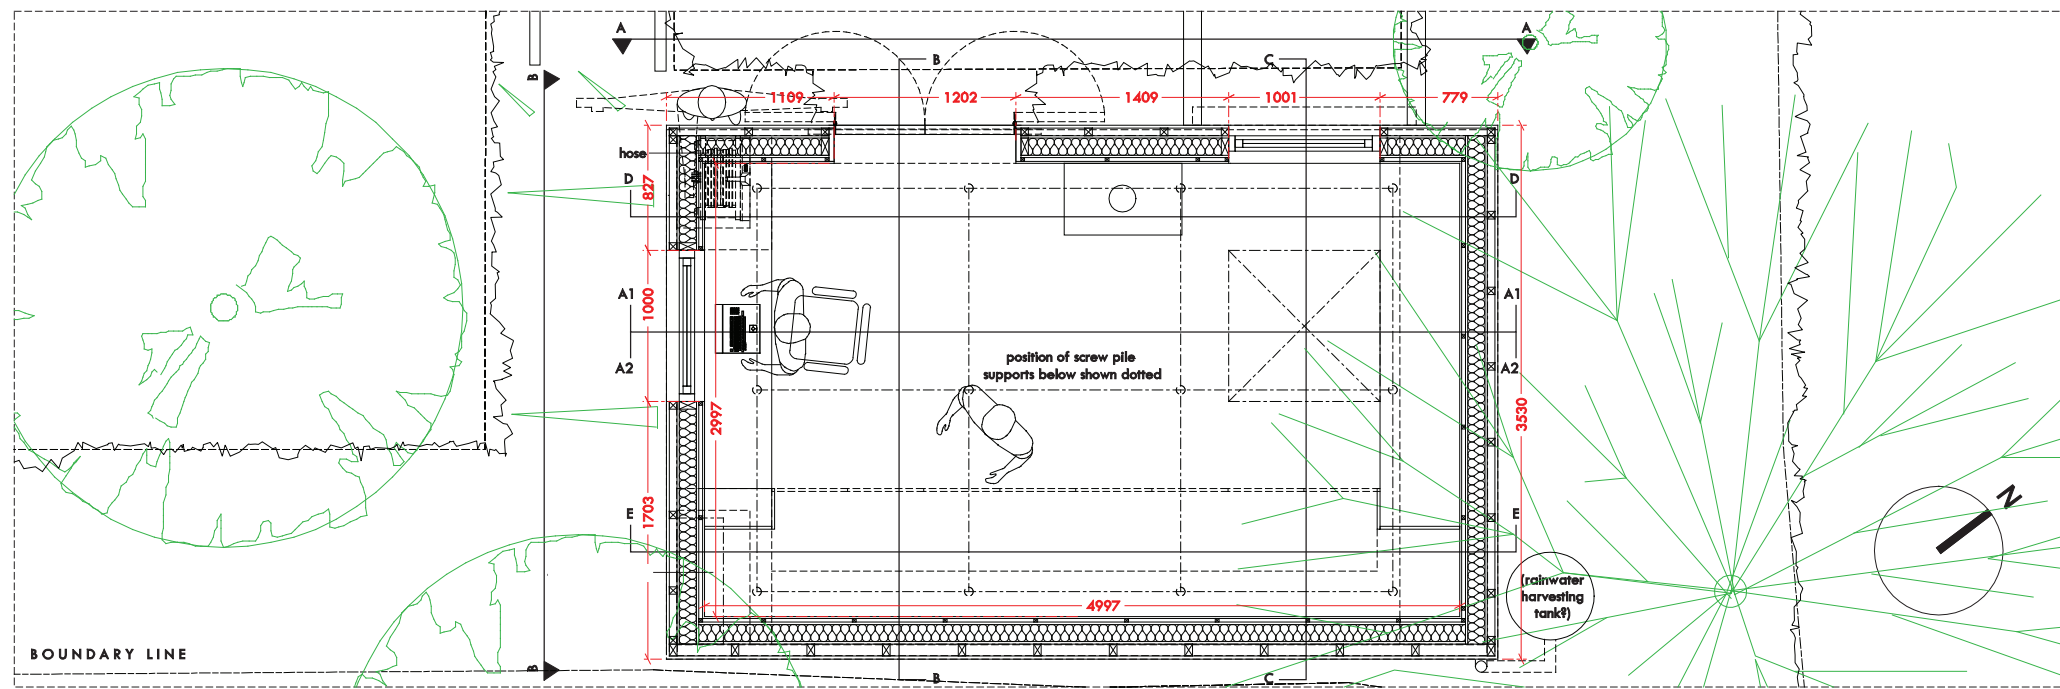 A
A
B
B
C
1109
1202
1409
1001
779
hose
D
827
D
A1
1000
A1
A2
A2
position of screw pile
supports below shown dotted
2997
3530
N
E
1703
E
(rainwater
harvesting
tank?)
4997
BOUNDARY LINE
B
B
C